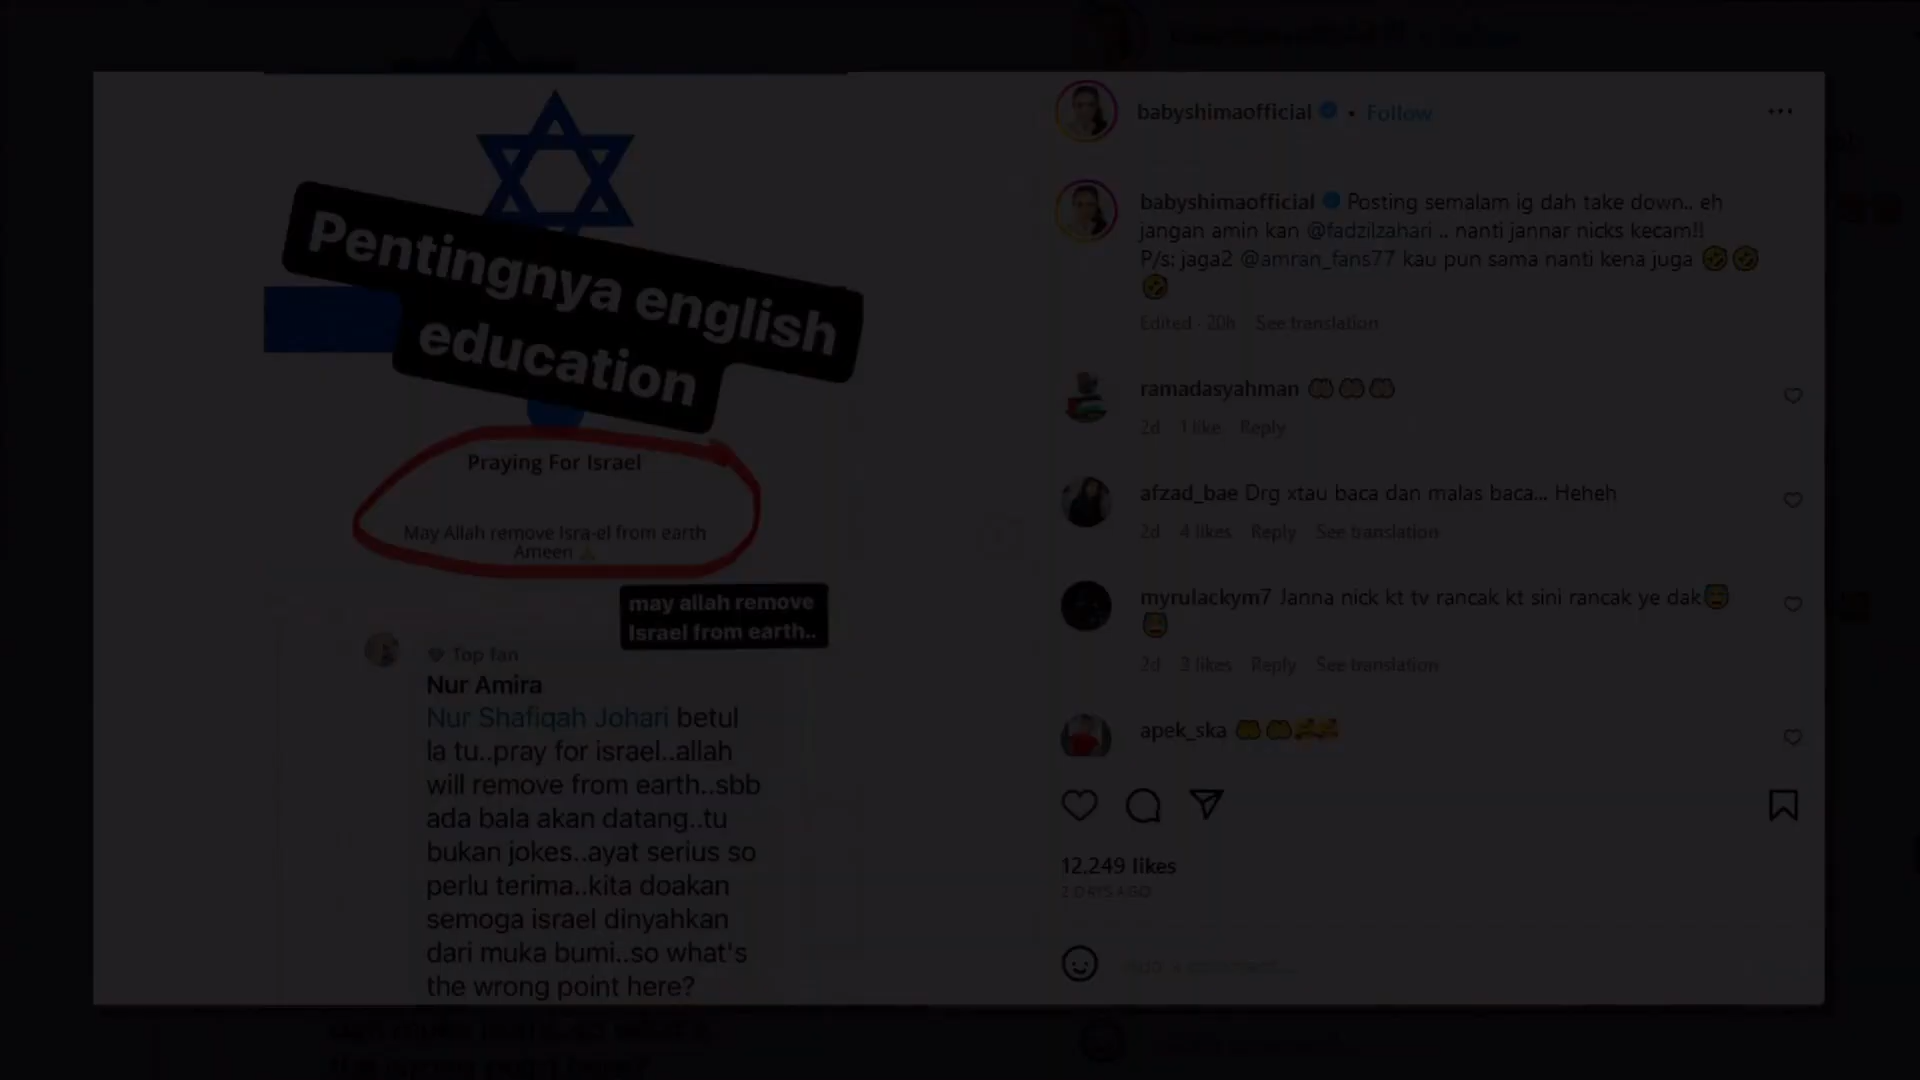 Pentingnya english
education
Praying For Israel
May Allah remove Isra-el from earth
Ameen 🙏
may allah remove
Israel from earth..
Top fan
Nur Amira
Nur Shafiqah Johari betul
la tu..pray for israel..allah
will remove from earth..sbb
ada bala akan datang..tu
bukan jokes..ayat serius so
perlu terima..kita doakan
semoga israel dinyahkan
dari muka bumi..so what's
the wrong point here?
babyshimaofficial • Follow
babyshimaofficial Posting semalam ig dah take down.. eh
jangan amin kan @fadzilzahari .. nanti jannar nicks kecam!!
P/s: jaga2 @amran_fans77 kau pun sama nanti kena juga 🤣🤣
🤣
Edited · 20h See translation
ramadasyahman 🤲🤲🤲
2d 1 like Reply
afzad_bae Drg xtau baca dan malas baca... Heheh
2d 4 likes Reply See translation
myrulackym7 Janna nick kt tv rancak kt sini rancak ye dak😇
😇
2d 3 likes Reply See translation
apek_ska 🤲🤲🥰🥰
12.249 likes
2 DAYS AGO
Add a comment...